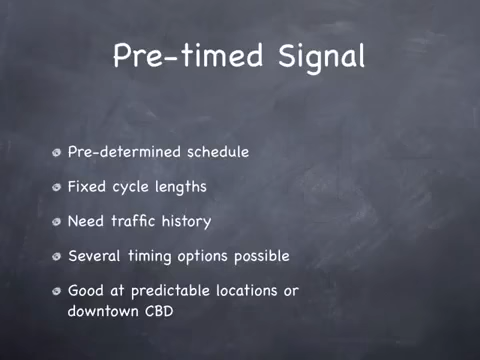 Pre-timed Signal
Pre-determined schedule
Fixed cycle lengths
Need traffic history
Several timing options possible
Good at predictable locations or
downtown CBD